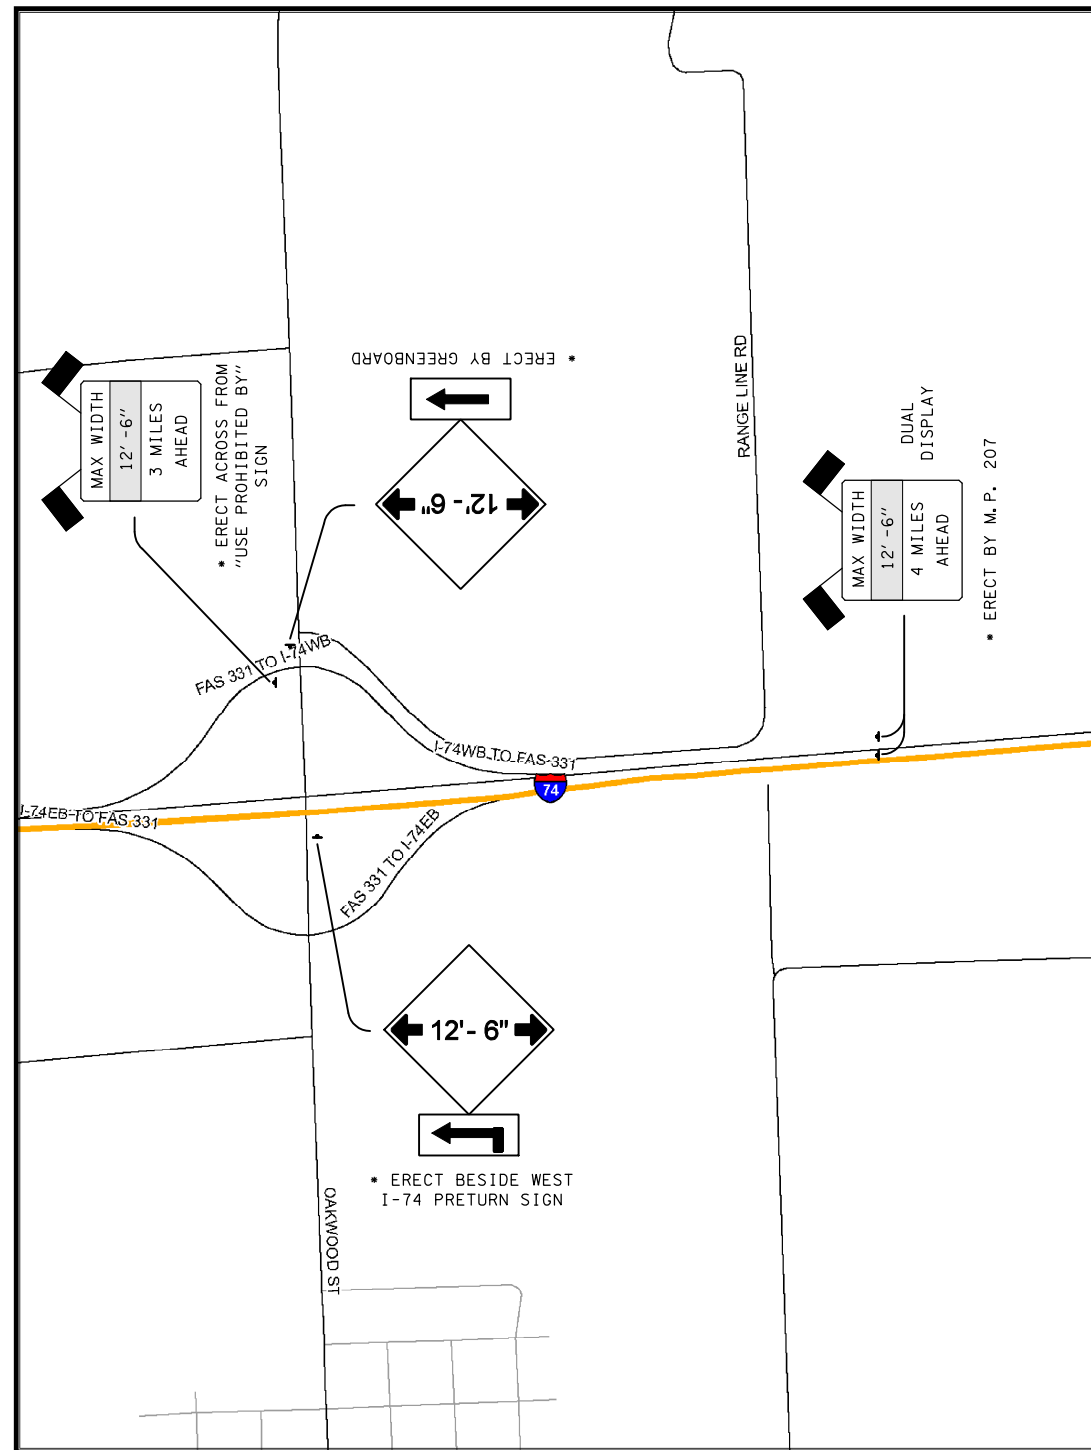 MAX WIDTH
12'-6"
3 MILES
AHEAD
* ERECT ACROSS FROM
"USE PROHIBITED BY"
SIGN
* ERECT BY GREENBOARD
12'- 6"
RANGE LINE RD
DUAL
DISPLAY
MAX WIDTH
12'-6"
4 MILES
AHEAD
* ERECT BY M.P. 207
FAS 331 TO I-74WB
I-74WB TO FAS 331
74
I-74EB TO FAS 331
FAS 331 TO I-74EB
12'- 6"
* ERECT BESIDE WEST
I-74 PRETURN SIGN
OAKWOOD ST